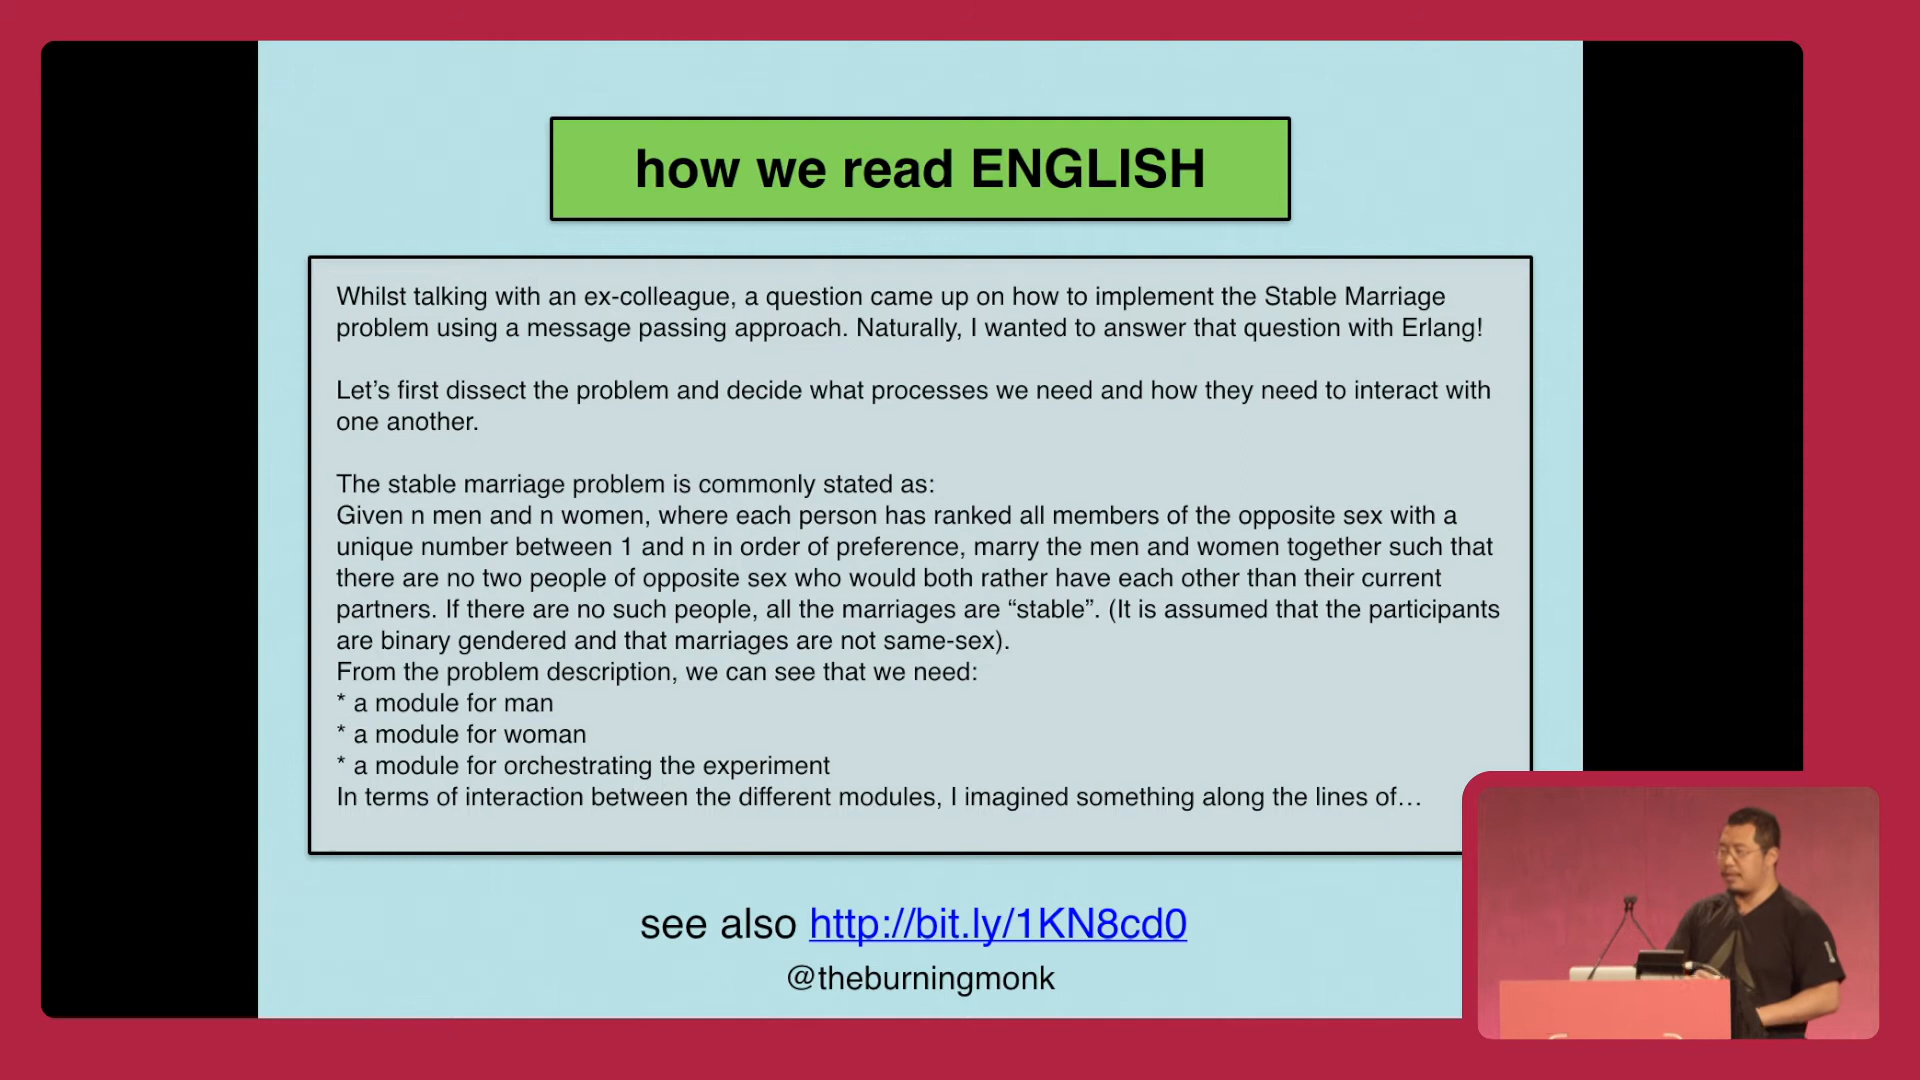 how we read ENGLISH
Whilst talking with an ex-colleague, a question came up on how to implement the Stable Marriage
problem using a message passing approach. Naturally, I wanted to answer that question with Erlang!
Let’s first dissect the problem and decide what processes we need and how they need to interact with
one another.
The stable marriage problem is commonly stated as:
Given n men and n women, where each person has ranked all members of the opposite sex with a
unique number between 1 and n in order of preference, marry the men and women together such that
there are no two people of opposite sex who would both rather have each other than their current
partners. If there are no such people, all the marriages are “stable”. (It is assumed that the participants
are binary gendered and that marriages are not same-sex).
From the problem description, we can see that we need:
* a module for man
* a module for woman
* a module for orchestrating the experiment
In terms of interaction between the different modules, I imagined something along the lines of…
see also http://bit.ly/1KN8cd0
@theburningmonk